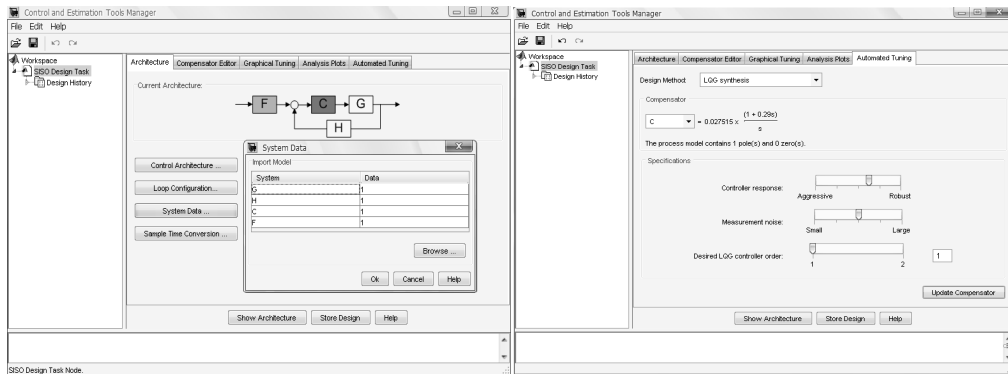 Control and Estimation Tools Manager
File Edit Help
Workspace
SISO Design Task
Design History
Architecture Compensator Editor Graphical Tuning Analysis Plots Automated Tuning
Current Architecture:
F C G
H
Control Architecture ...
Loop Configuration...
System Data ...
Sample Time Conversion ...
System Data
Import Model
System Data
G 1
H 1
C 1
F 1
Browse ...
Ok Cancel Help
Show Architecture Store Design Help
SISO Design Task Node.
Control and Estimation Tools Manager
File Edit Help
Workspace
SISO Design Task
Design History
Architecture Compensator Editor Graphical Tuning Analysis Plots Automated Tuning
Design Method: LQG synthesis
Compensator
C = 0.027515 x (1 + 0.29s)
s
The process model contains 1 pole(s) and 0 zero(s).
Specifications
Controller response:
Aggressive Robust
Measurement noise:
Small Large
Desired LQG controller order: 1
1 2
Update Compensator
Show Architecture Store Design Help